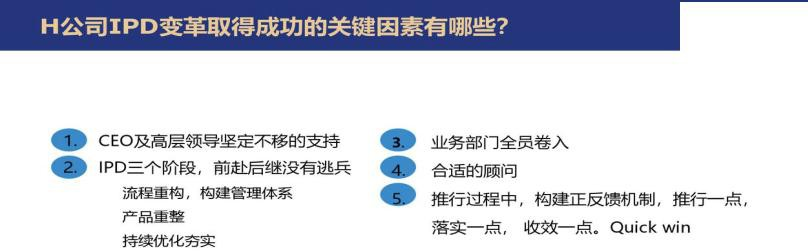 H公司IPD变革取得成功的关键因素有哪些?
1. CEO及高层领导坚定不移的支持
2. IPD三个阶段，前赴后继没有逃兵
流程重构，构建管理体系
产品重整
持续优化夯实
3. 业务部门全员卷入
4. 合适的顾问
5. 推行过程中，构建正反馈机制，推行一点，
落实一点， 收效一点。Quick win